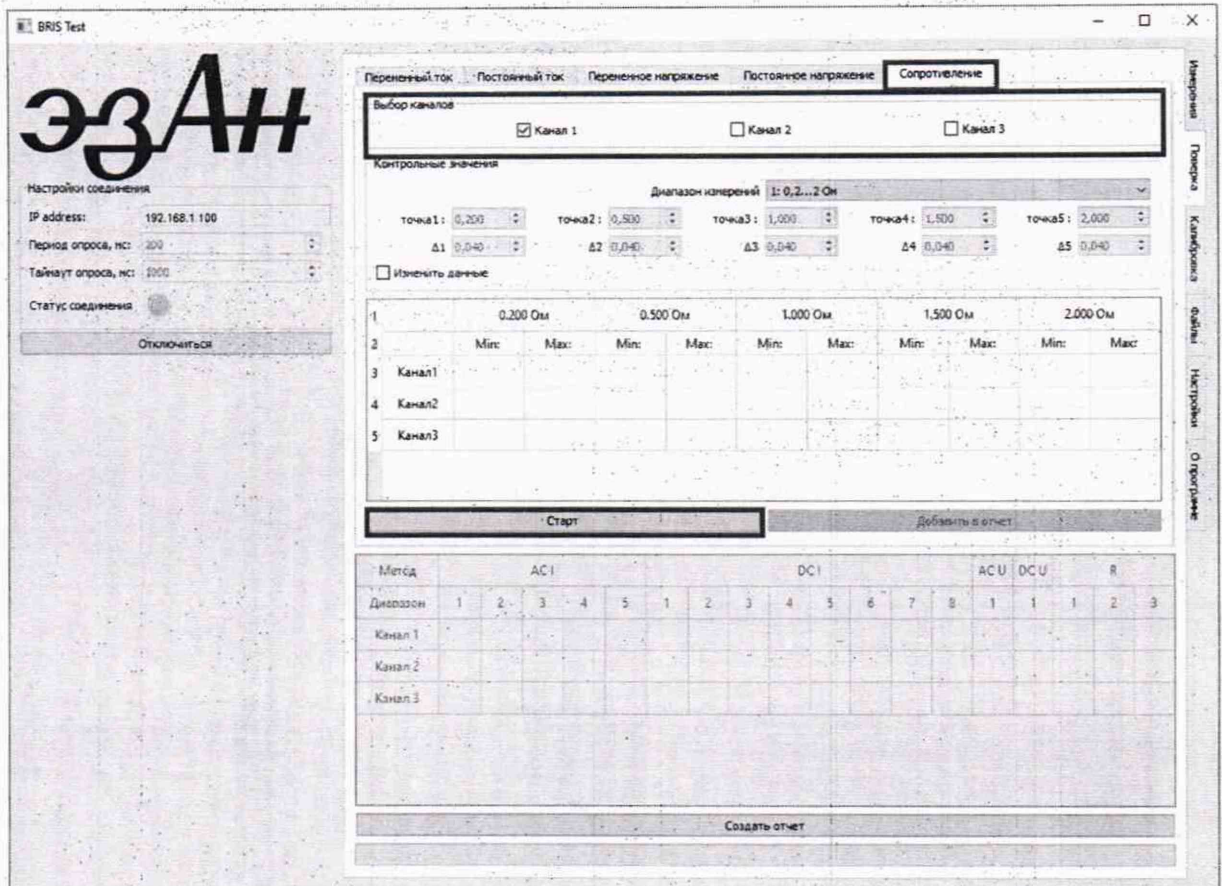 BRIS Test
эзАн
Настройки соединения
IP address: 192.168.1.100
Период опроса, мс: 200
Таймаут опроса, мс: 1000
Статус соединения
Отключиться
Переменный ток Постоянный ток Переменное напряжение Постоянное напряжение Сопротивление
Выбор каналов
Канал 1 Канал 2 Канал 3
Контрольные значения
Диапазон измерений 1: 0,2...2 Ом
точка1: 0,200 точка2: 0,500 точка3: 1,000 точка4: 1,500 точка5: 2,000
Δ1 0,040 Δ2 0,040 Δ3 0,040 Δ4 0,040 Δ5 0,040
Изменить данные
1 0.200 Ом 0.500 Ом 1.000 Ом 1.500 Ом 2.000 Ом
2 Min: Max: Min: Max: Min: Max: Min: Max: Min: Max:
3 Канал1
4 Канал2
5 Канал3
Старт Добавить в отчет
Метод AC I DC I AC U DC U R
Диапазон 1 2 3 4 5 1 2 3 4 5 6 7 8 1 1 1 2 3
Канал 1
Канал 2
Канал 3
Создать отчет
Измерения
Поверка
Калибровка
Файлы
Настройки
О программе